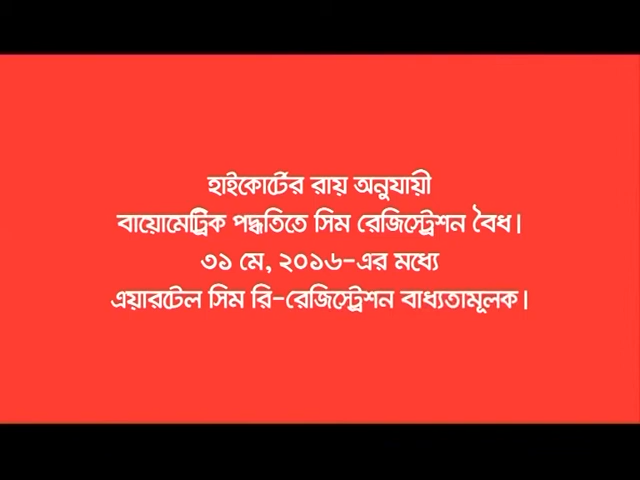 হাইকোর্টের রায় অনুযায়ী
বায়োমেট্রিক পদ্ধতিতে সিম রেজিস্ট্রেশন বৈধ।
৩১ মে, ২০১৬-এর মধ্যে
এয়ারটেল সিম রি-রেজিস্ট্রেশন বাধ্যতামূলক।